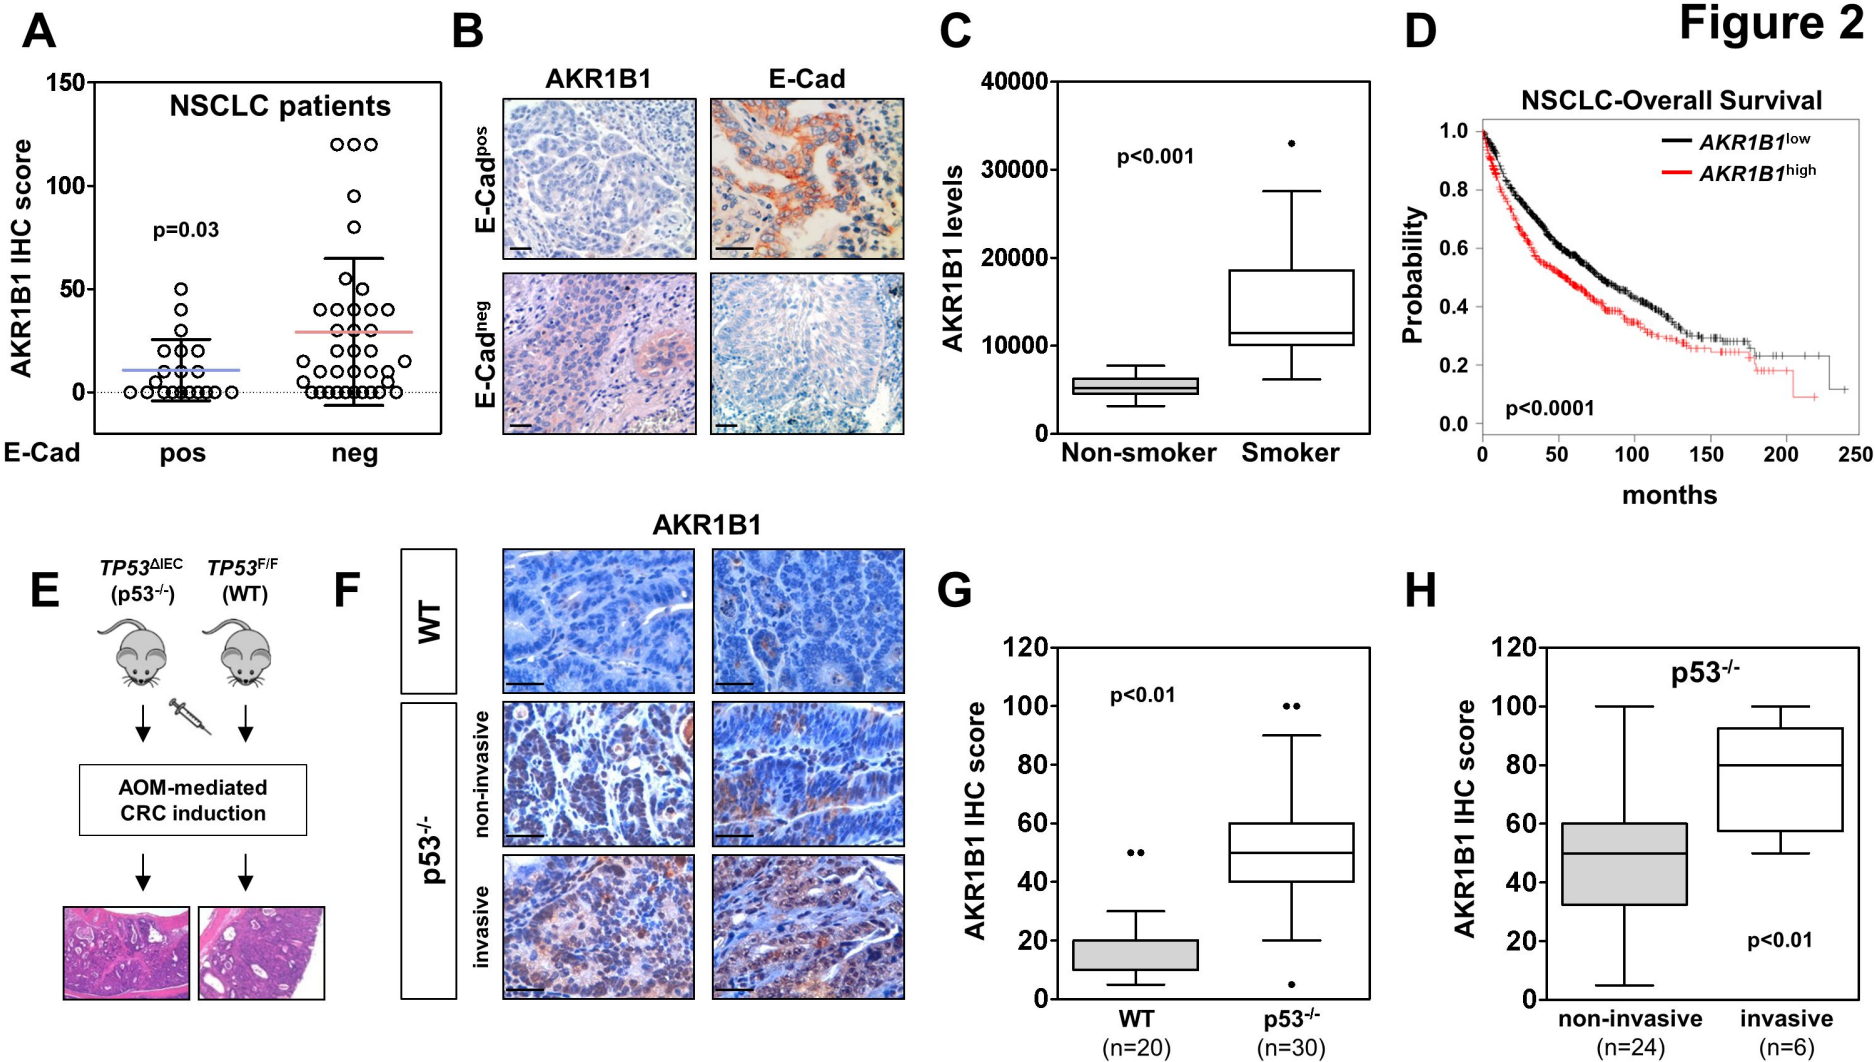 Figure 2
A
150
100
50
0
AKR1B1 IHC score
NSCLC patients
p=0.03
E-Cad
pos
neg
B
AKR1B1
E-Cad
E-Cadpos
E-Cadneg
C
40000
30000
20000
10000
0
AKR1B1 levels
p<0.001
Non-smoker
Smoker
D
NSCLC-Overall Survival
AKR1B1low
AKR1B1high
1.0
0.8
0.6
0.4
0.2
0.0
Probability
p<0.0001
0
50
100
150
200
250
months
E
TP53ΔIEC
(p53-/-)
TP53F/F
(WT)
AOM-mediated
CRC induction
F
AKR1B1
WT
p53-/-
non-invasive
invasive
G
120
100
80
60
40
20
0
AKR1B1 IHC score
p<0.01
WT
(n=20)
p53-/-
(n=30)
H
120
100
80
60
40
20
0
AKR1B1 IHC score
p53-/-
p<0.01
non-invasive
(n=24)
invasive
(n=6)